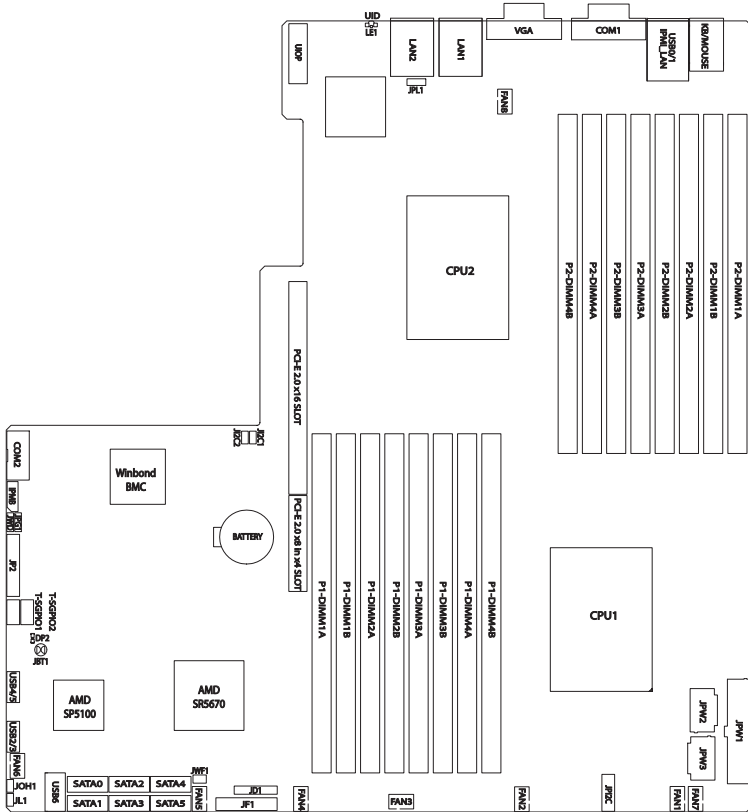 UID
LE1
UIOP
LAN2
LAN1
VGA
COM1
USB0/1
IPMI_LAN
KB/MOUSE
JPL1
FAN8
CPU2
P2-DIMM4B
P2-DIMM4A
P2-DIMM3B
P2-DIMM3A
P2-DIMM2B
P2-DIMM2A
P2-DIMM1B
P2-DIMM1A
PCI-E 2.0 x16 SLOT
JI2C2
JI2C1
COM2
Winbond
BMC
IPMB
JP2
BATTERY
PCI-E 2.0 x8 in x4 SLOT
P1-DIMM1A
P1-DIMM1B
P1-DIMM2A
P1-DIMM2B
P1-DIMM3A
P1-DIMM3B
P1-DIMM4A
P1-DIMM4B
CPU1
T-SGPIO1
T-SGPIO2
DP2
JBT1
USB4/5
AMD
SP5100
AMD
SR5670
USB2/3
FAN6
JPW2
JPW3
JPW1
JOH1
JL1
USB6
SATA0
SATA2
SATA4
SATA1
SATA3
SATA5
JWF1
FAN5
JD1
JF1
FAN4
FAN3
FAN2
JPI2C
FAN1
FAN7